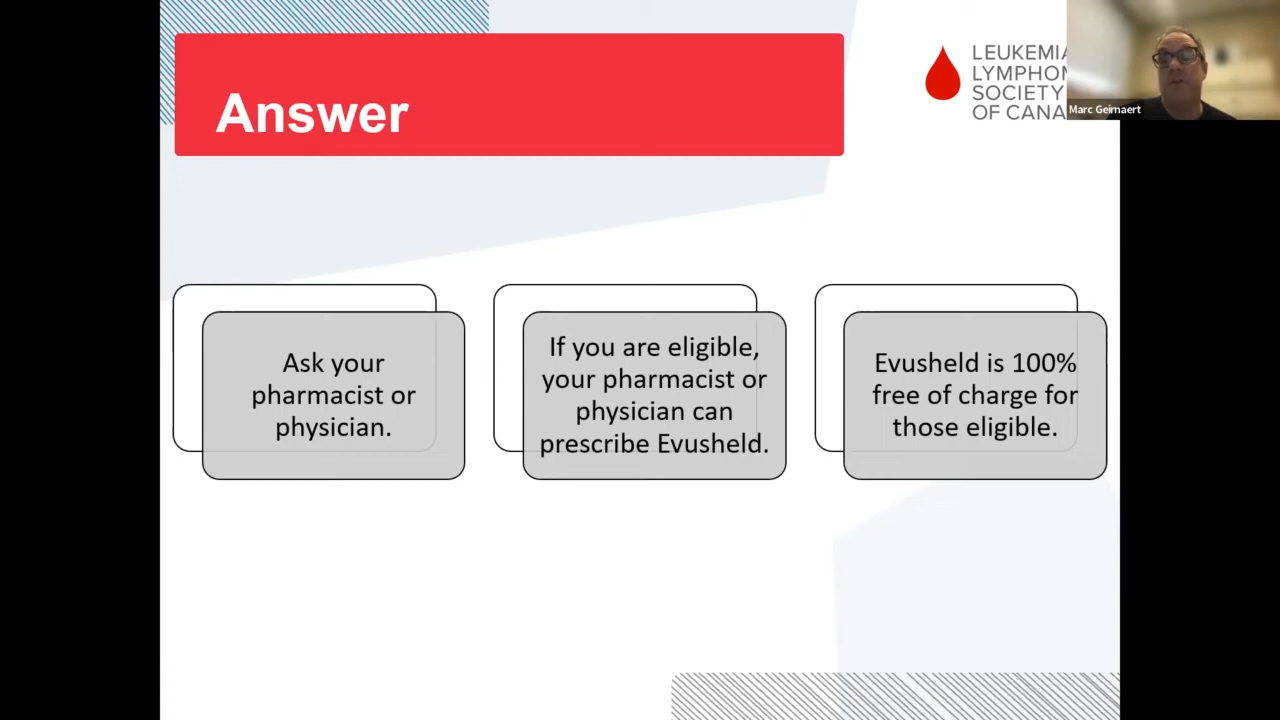 Answer
LEUKEMIA
LYMPHOM
SOCIETY
OF CANA
Marc Geirnaert
Ask your
pharmacist or
physician.
If you are eligible,
your pharmacist or
physician can
prescribe Evusheld.
Evusheld is 100%
free of charge for
those eligible.